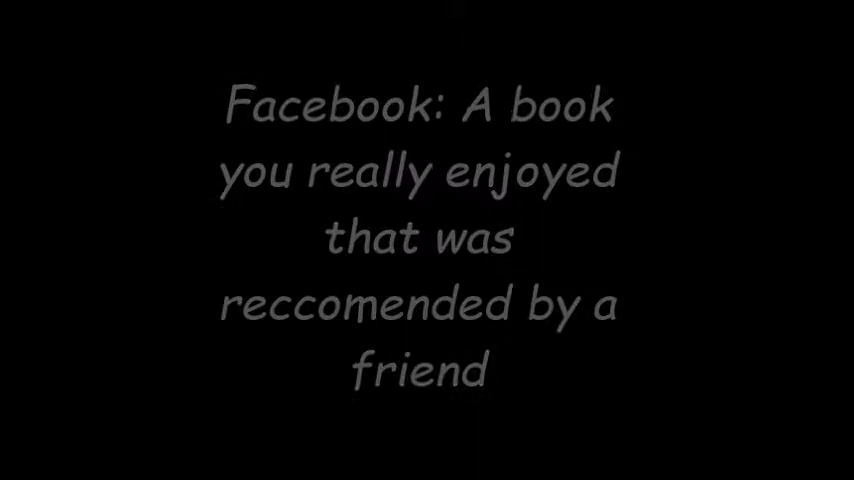 Facebook: A book
you really enjoyed
that was
reccomended by a
friend